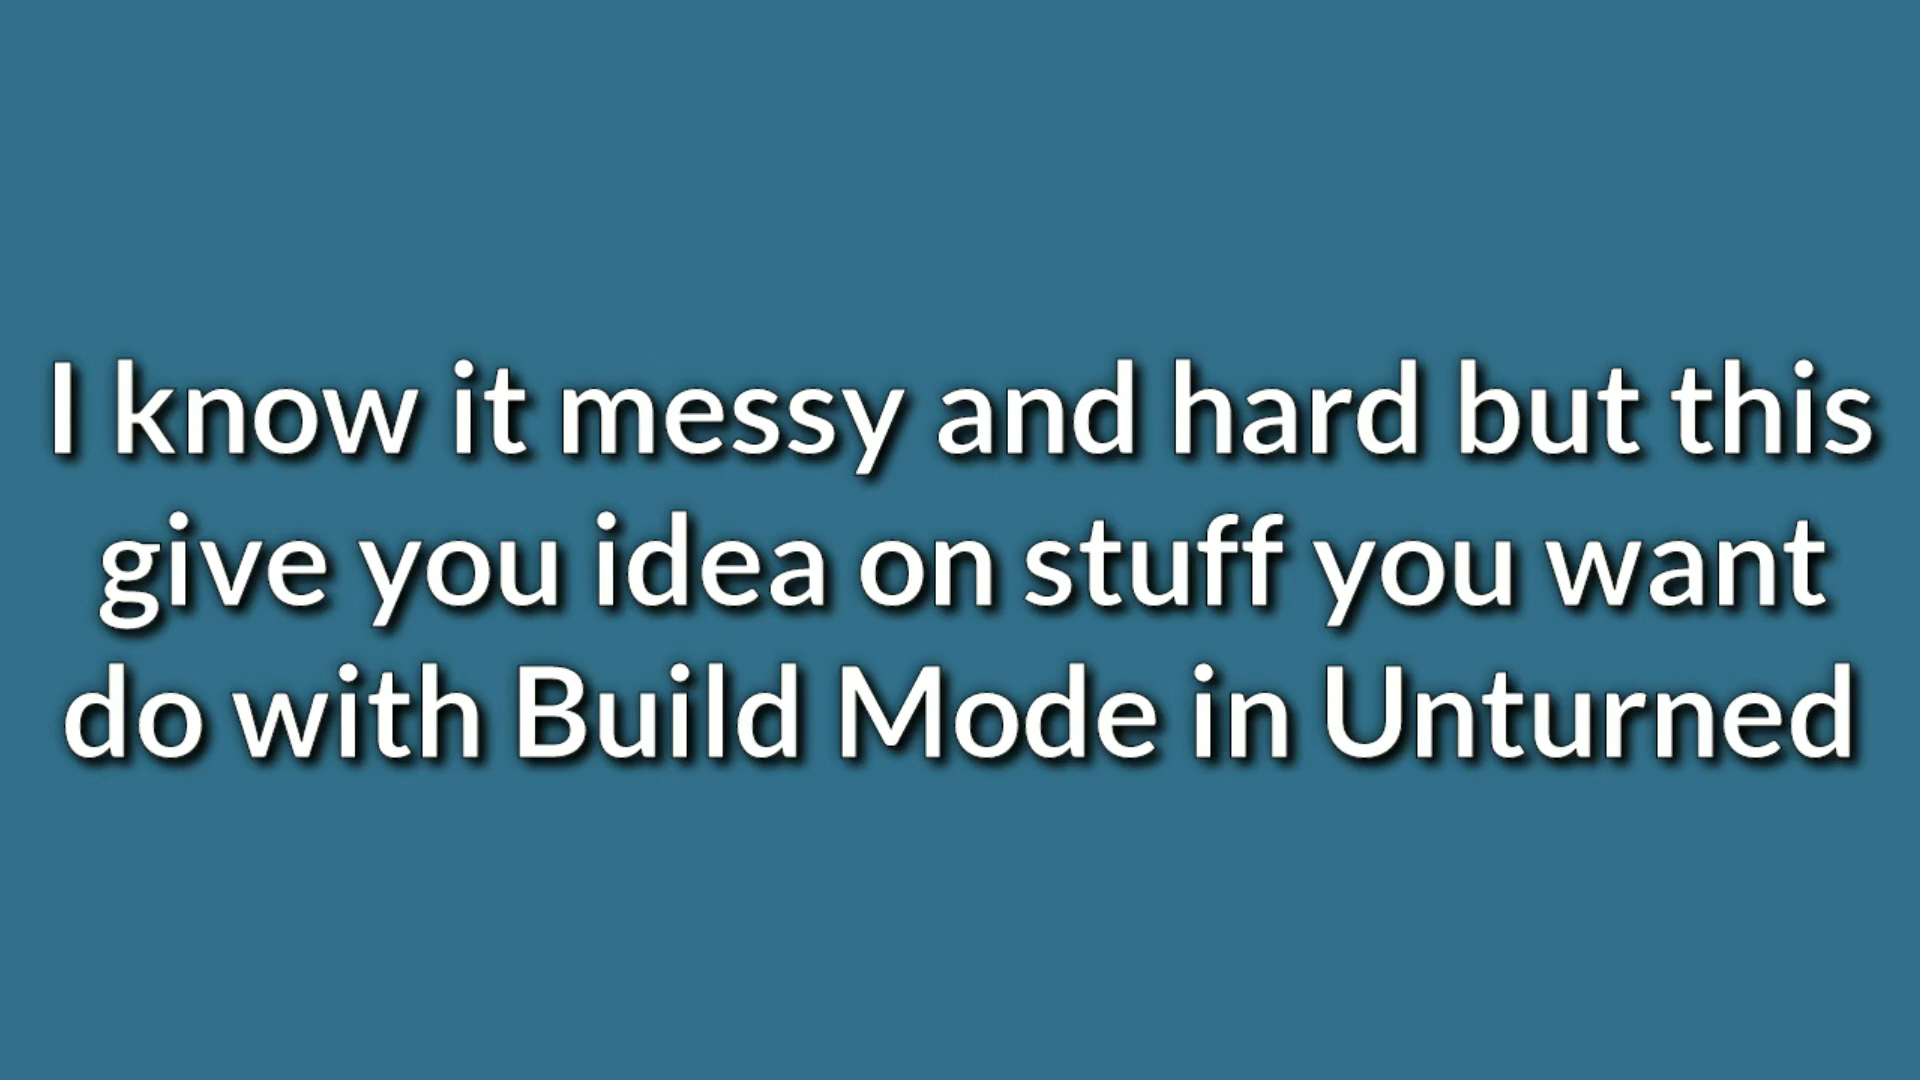 I know it messy and hard but this
give you idea on stuff you want
do with Build Mode in Unturned